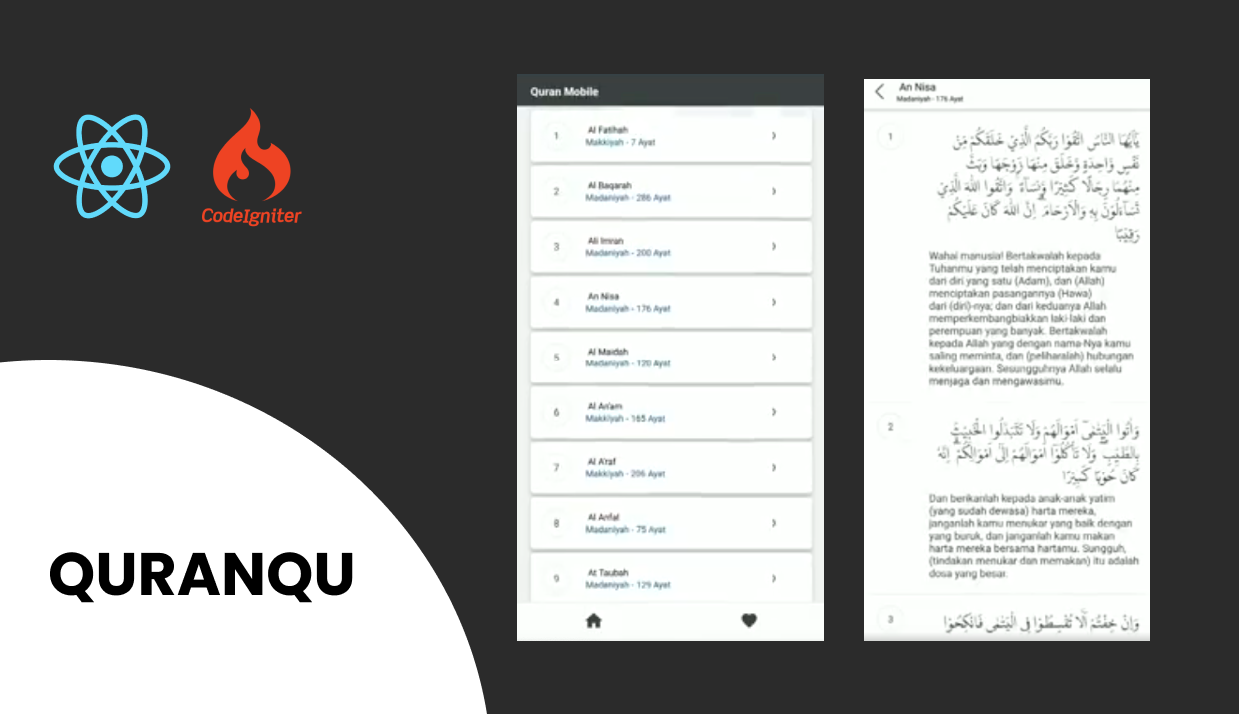 CodeIgniter
QURANQU
Quran Mobile
1
Al Fatihah
Makkiyah - 7 Ayat
2
Al Baqarah
Madaniyah - 286 Ayat
3
Ali Imran
Madaniyah - 200 Ayat
4
An Nisa
Madaniyah - 176 Ayat
5
Al Maidah
Madaniyah - 120 Ayat
6
Al An'am
Makkiyah - 165 Ayat
7
Al A'raf
Makkiyah - 206 Ayat
8
Al Anfal
Madaniyah - 75 Ayat
9
At Taubah
Madaniyah - 129 Ayat
An Nisa
Madaniyah - 176 Ayat
1
يٰٓاَيُّهَا النَّاسُ اتَّقُوْا رَبَّكُمُ الَّذِيْ خَلَقَكُمْ مِّنْ
نَّفْسٍ وَّاحِدَةٍ وَّخَلَقَ مِنْهَا زَوْجَهَا وَبَثَّ
مِنْهُمَا رِجَالًا كَثِيْرًا وَّنِسَاۤءً ۚ وَاتَّقُوا اللّٰهَ الَّذِيْ
تَسَاۤءَلُوْنَ بِهٖ وَالْاَرْحَامَ ۗ اِنَّ اللّٰهَ كَانَ عَلَيْكُمْ
رَقِيْبًا
Wahai manusia! Bertakwalah kepada
Tuhanmu yang telah menciptakan kamu
dari diri yang satu (Adam), dan (Allah)
menciptakan pasangannya (Hawa)
dari (diri)-nya; dan dari keduanya Allah
memperkembangbiakkan laki-laki dan
perempuan yang banyak. Bertakwalah
kepada Allah yang dengan nama-Nya kamu
saling meminta, dan (peliharalah) hubungan
kekeluargaan. Sesungguhnya Allah selalu
menjaga dan mengawasimu.
2
وَاٰتُوا الْيَتٰمٰىٓ اَمْوَالَهُمْ وَلَا تَتَبَدَّلُوا الْخَبِيْثَ
بِالطَّيِّبِ ۖ وَلَا تَأْكُلُوْٓا اَمْوَالَهُمْ اِلٰٓى اَمْوَالِكُمْ ۗ اِنَّهٗ
كَانَ حُوْبًا كَبِيْرًا
Dan berikanlah kepada anak-anak yatim
(yang sudah dewasa) harta mereka,
janganlah kamu menukar yang baik dengan
yang buruk, dan janganlah kamu makan
harta mereka bersama hartamu. Sungguh,
(tindakan menukar dan memakan) itu adalah
dosa yang besar.
3
وَاِنْ خِفْتُمْ اَلَّا تُقْسِطُوْا فِى الْيَتٰمٰى فَانْكِحُوْا